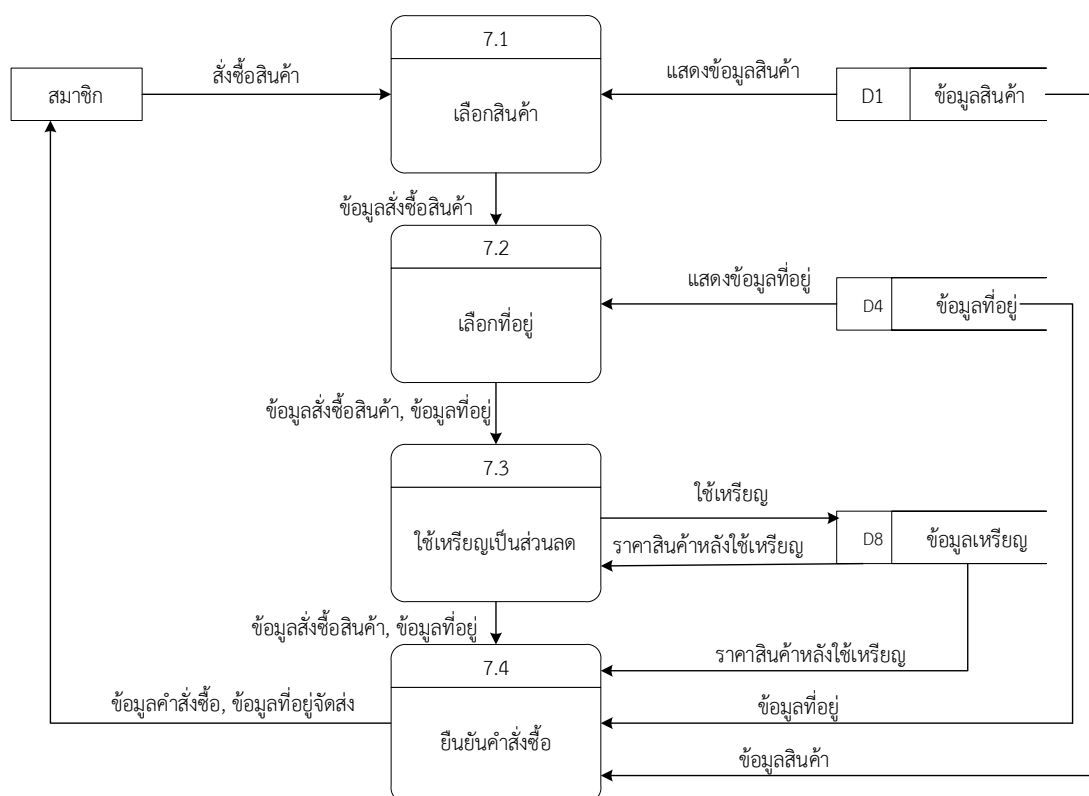 7.1
สั่งซื้อสินค้า
แสดงข้อมูลสินค้า
สมาชิก
เลือกสินค้า
D1
ข้อมูลสินค้า
ข้อมูลสั่งซื้อสินค้า
7.2
แสดงข้อมูลที่อยู่
เลือกที่อยู่
D4
ข้อมูลที่อยู่
ข้อมูลสั่งซื้อสินค้า, ข้อมูลที่อยู่
7.3
ใช้เหรียญ
ใช้เหรียญเป็นส่วนลด
ราคาสินค้าหลังใช้เหรียญ
D8
ข้อมูลเหรียญ
ข้อมูลสั่งซื้อสินค้า, ข้อมูลที่อยู่
7.4
ราคาสินค้าหลังใช้เหรียญ
ข้อมูลคำสั่งซื้อ, ข้อมูลที่อยู่จัดส่ง
ข้อมูลที่อยู่
ยืนยันคำสั่งซื้อ
ข้อมูลสินค้า